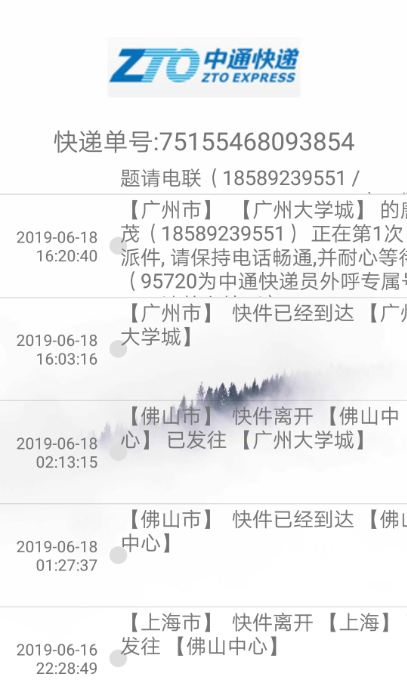 ZTO 中通快递
ZTO EXPRESS
快递单号:75155468093854
题请电联（18589239551 /
2019-06-18
16:20:40
【广州市】 【广州大学城】 的
茂（18589239551） 正在第1次
派件, 请保持电话畅通,并耐心等
（95720为中通快递员外呼专属
2019-06-18
16:03:16
【广州市】 快件已经到达 【广
大学城】
2019-06-18
02:13:15
【佛山市】 快件离开 【佛山中
心】 已发往 【广州大学城】
2019-06-18
01:27:37
【佛山市】 快件已经到达 【佛山
中心】
2019-06-16
22:28:49
【上海市】 快件离开 【上海】
发往 【佛山中心】